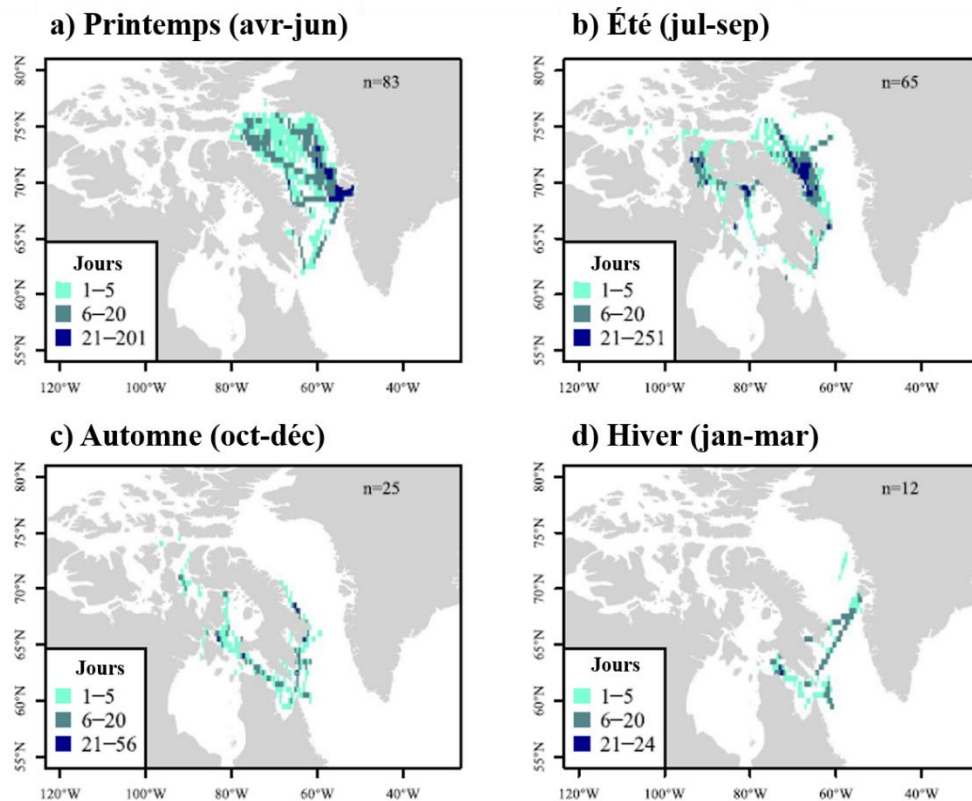 a) Printemps (avr-jun)
n=83
80°N
75°N
70°N
65°N
60°N
55°N
Jours
1–5
6–20
21–201
120°W
100°W
80°W
60°W
40°W
b) Été (jul-sep)
n=65
80°N
75°N
70°N
65°N
60°N
55°N
Jours
1–5
6–20
21–251
120°W
100°W
80°W
60°W
40°W
c) Automne (oct-déc)
n=25
80°N
75°N
70°N
65°N
60°N
55°N
Jours
1–5
6–20
21–56
120°W
100°W
80°W
60°W
40°W
d) Hiver (jan-mar)
n=12
80°N
75°N
70°N
65°N
60°N
55°N
Jours
1–5
6–20
21–24
120°W
100°W
80°W
60°W
40°W